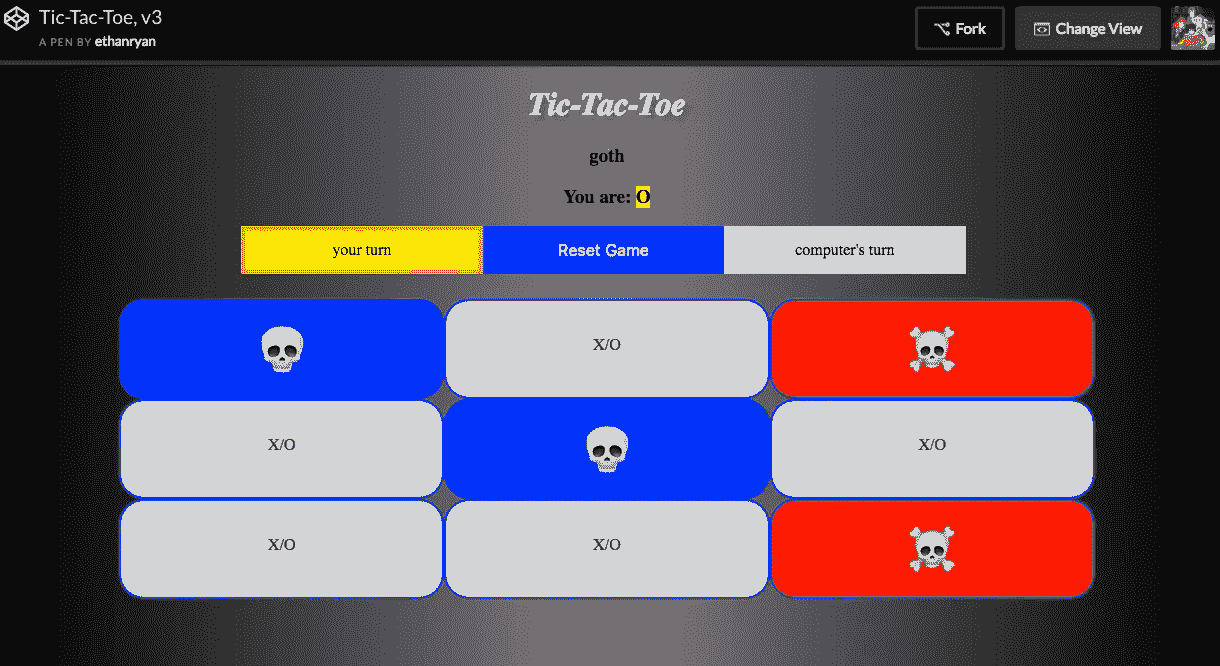 Tic-Tac-Toe, v3
A PEN BY ethanryan
Fork
Change View
Tic-Tac-Toe
goth
You are: O
your turn
Reset Game
computer's turn
X/O
X/O
X/O
X/O
X/O